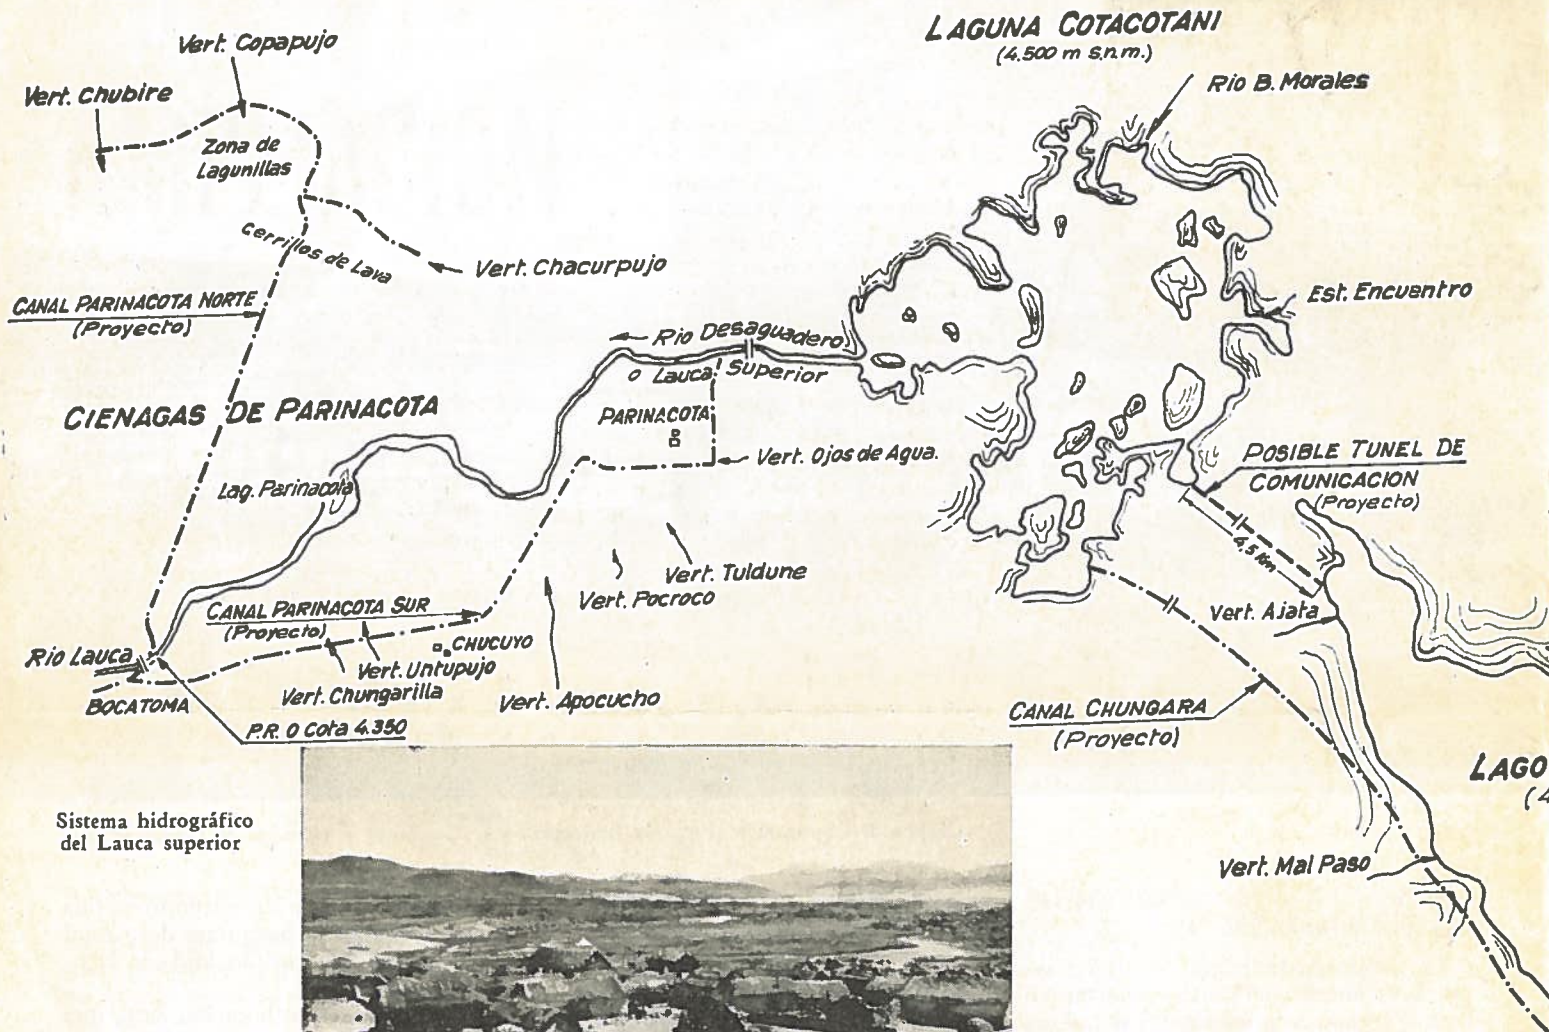 LAGUNA COTACOTANI
(4.500 m s.n.m.)
Vert. Copapujo
Vert. Chubire
Rio B. Morales
Zona de
Lagunillas
Cerrillos de Lava
Vert. Chacurpujo
Est. Encuentro
CANAL PARINACOTA NORTE
(Proyecto)
Rio Desaguadero
o Lauca Superior
CIENAGAS DE PARINACOTA
PARINACOTA
Vert. Ojos de Agua.
POSIBLE TUNEL DE
COMUNICACION
(Proyecto)
Lag. Parinacota
4,5 Km
Vert. Tuldune
Vert. Pocroco
CANAL PARINACOTA SUR
(Proyecto)
Vert. Ajata
CHUCUYO
Rio Lauca
Vert. Untupujo
Vert. Chungarilla
Vert. Apocucho
BOCATOMA
CANAL CHUNGARA
(Proyecto)
P.R. O Cota 4.350
LAGO
(4
Sistema hidrográfico
del Lauca superior
Vert. Mal Paso